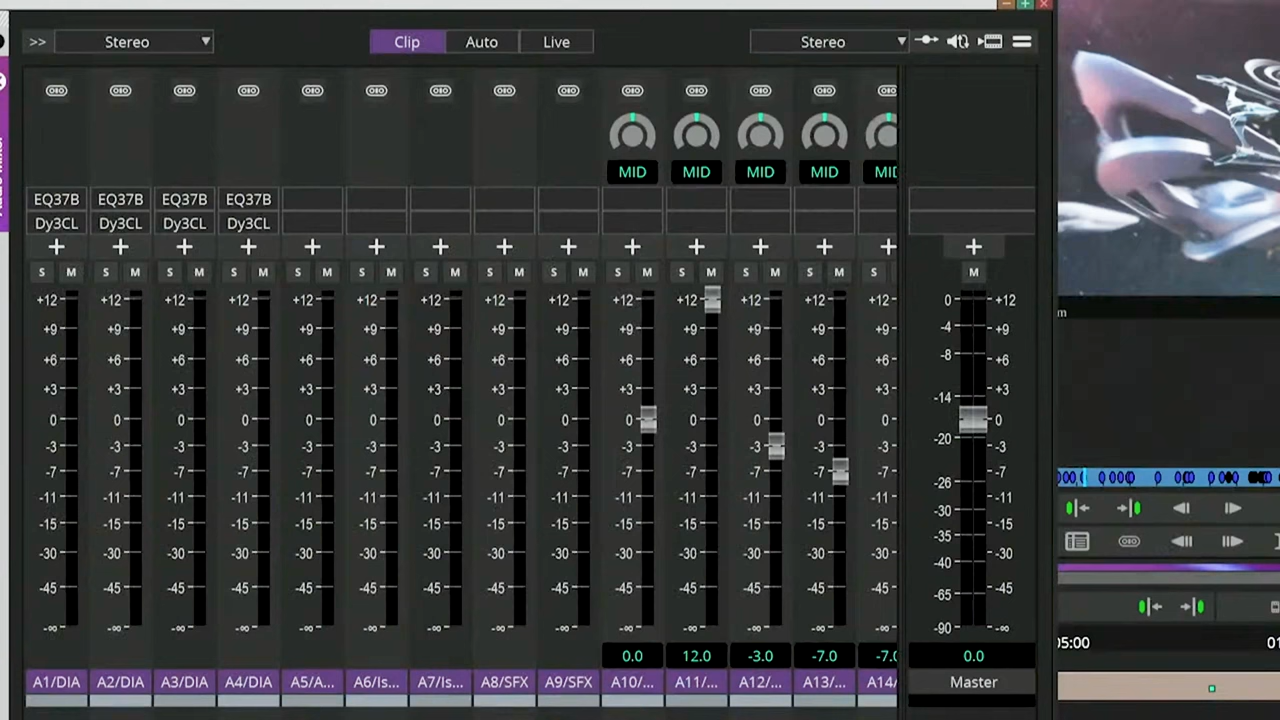 >> Stereo Clip Auto Live Stereo
MID MID MID MID MID
EQ37B EQ37B EQ37B EQ37B
Dy3CL Dy3CL Dy3CL Dy3CL
+ + + + + + + + + + + + + + +
S M S M S M S M S M S M S M S M S M S M S M S M S M S M
+12 +12 +12 +12 +12 +12 +12 +12 +12 +12 +12 +12 +12 +12 0 +12
+9 +9 +9 +9 +9 +9 +9 +9 +9 +9 +9 +9 +9 +9 -4 +9
+6 +6 +6 +6 +6 +6 +6 +6 +6 +6 +6 +6 +6 +6 -8 +6
+3 +3 +3 +3 +3 +3 +3 +3 +3 +3 +3 +3 +3 +3 -14 +3
0 0 0 0 0 0 0 0 0 0 0 0 0 0 -20 0
-3 -3 -3 -3 -3 -3 -3 -3 -3 -3 -3 -3 -3 -3 -3
-7 -7 -7 -7 -7 -7 -7 -7 -7 -7 -7 -7 -7 -7 -26 -7
-11 -11 -11 -11 -11 -11 -11 -11 -11 -11 -11 -11 -11 -11 -30 -11
-15 -15 -15 -15 -15 -15 -15 -15 -15 -15 -15 -15 -15 -15 -35 -15
-30 -30 -30 -30 -30 -30 -30 -30 -30 -30 -30 -30 -30 -30 -40 -30
-45 -45 -45 -45 -45 -45 -45 -45 -45 -45 -45 -45 -45 -45 -65 -45
-∞ -∞ -∞ -∞ -∞ -∞ -∞ -∞ -∞ -∞ -∞ -∞ -∞ -∞ -90 -∞
0.0 12.0 -3.0 -7.0 -7.0 0.0
A1/DIA A2/DIA A3/DIA A4/DIA A5/A... A6/Is... A7/Is... A8/SFX A9/SFX A10/... A11/... A12/... A13/... A14/ Master
05:00